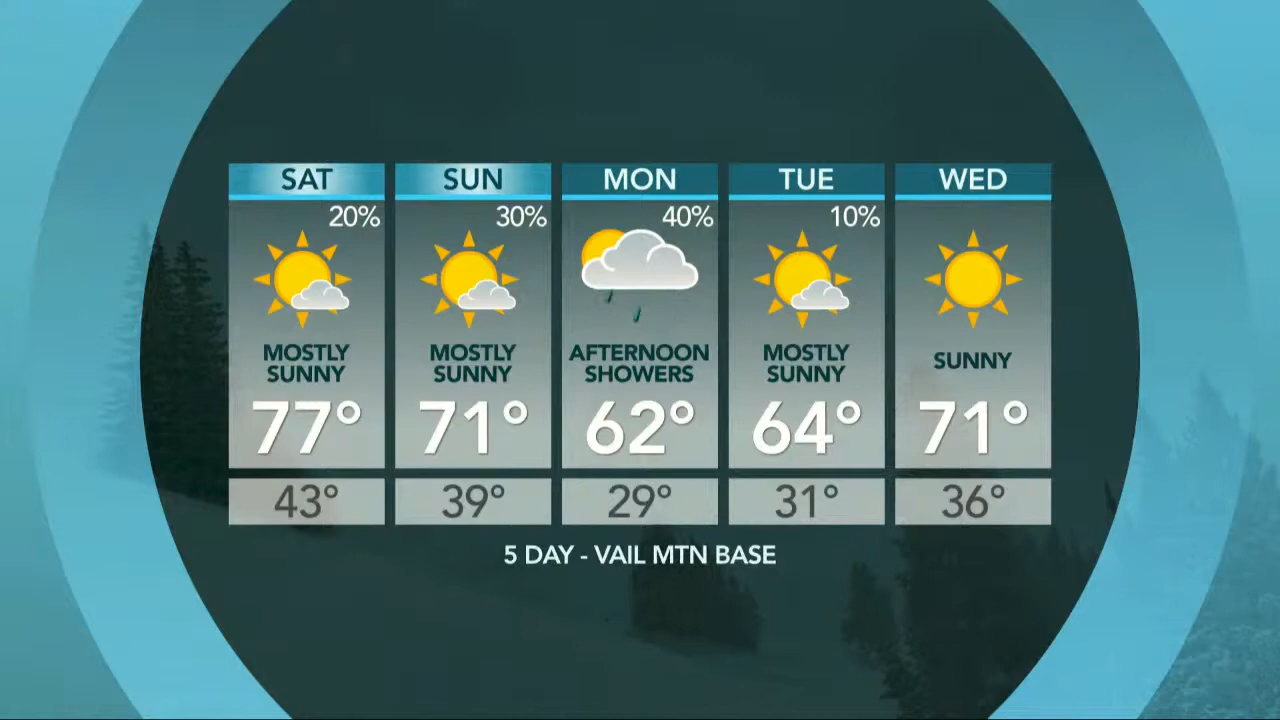 SAT SUN MON TUE WED
20% 30% 40% 10%
MOSTLY MOSTLY AFTERNOON MOSTLY SUNNY
SUNNY SUNNY SHOWERS SUNNY
77° 71° 62° 64° 71°
43° 39° 29° 31° 36°
5 DAY - VAIL MTN BASE